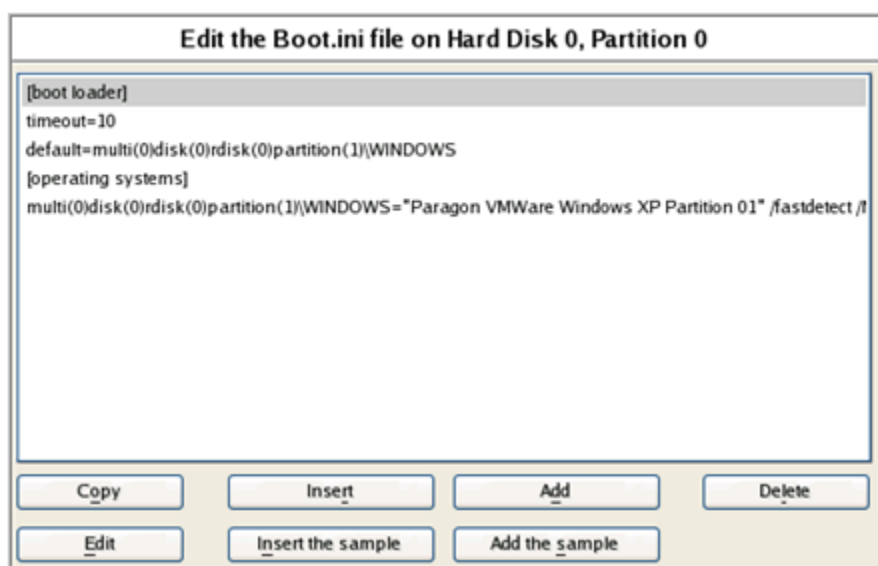 Edit the Boot.ini file on Hard Disk 0, Partition 0
[boot loader]
timeout=10
default=multi(0)disk(0)rdisk(0)partition(1)\WINDOWS
[operating systems]
multi(0)disk(0)rdisk(0)partition(1)\WINDOWS="Paragon VMWare Windows XP Partition 01" /fastdetect
Copy Insert Add Delete
Edit Insert the sample Add the sample